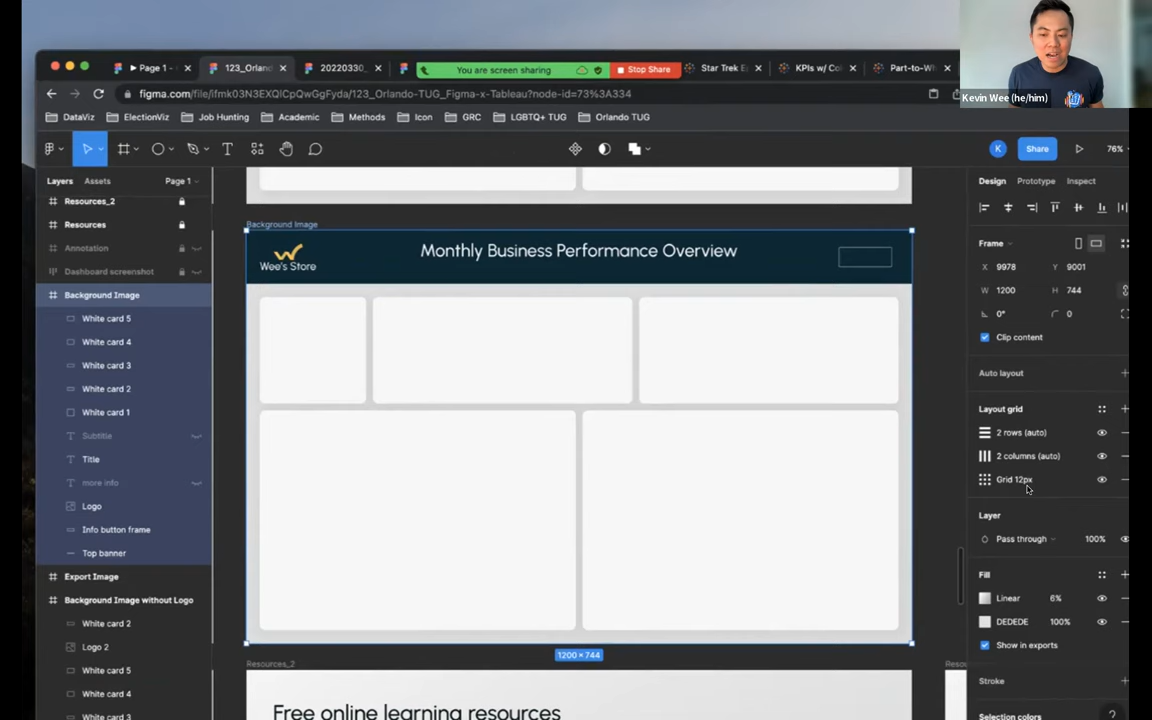 Kevin Wee (he/him)
Page 1 -
123_Orland
20220330_
You are screen sharing
Stop Share
Star Trek E
KPIs w/ Co
Part-to-W
figma.com/file/lfmk03N3EXQlCpQwGgFyda/123_Orlando-TUG_Figma-x-Tableau?node-id=73%3A334
DataViz
ElectionViz
Job Hunting
Academic
Methods
Icon
GRC
LGBTQ+ TUG
Orlando TUG
K
Share
76%
Layers
Assets
Page 1
Resources_2
Resources
Annotation
Dashboard screenshot
Background Image
White card 5
White card 4
White card 3
White card 2
White card 1
Subtitle
Title
more info
Logo
Info button frame
Top banner
Export Image
Background Image without Logo
White card 2
Logo 2
White card 5
White card 4
White card 3
Background Image
Wee's Store
Monthly Business Performance Overview
1200 × 744
Resources_2
Free online learning resources
Resou
Design
Prototype
Inspect
Frame
X 9978
Y 9001
W 1200
H 744
0°
0
Clip content
Auto layout
Layout grid
2 rows (auto)
2 columns (auto)
Grid 12px
Layer
Pass through
100%
Fill
Linear
6%
DEDEDE
100%
Show in exports
Stroke
Selection colors
?